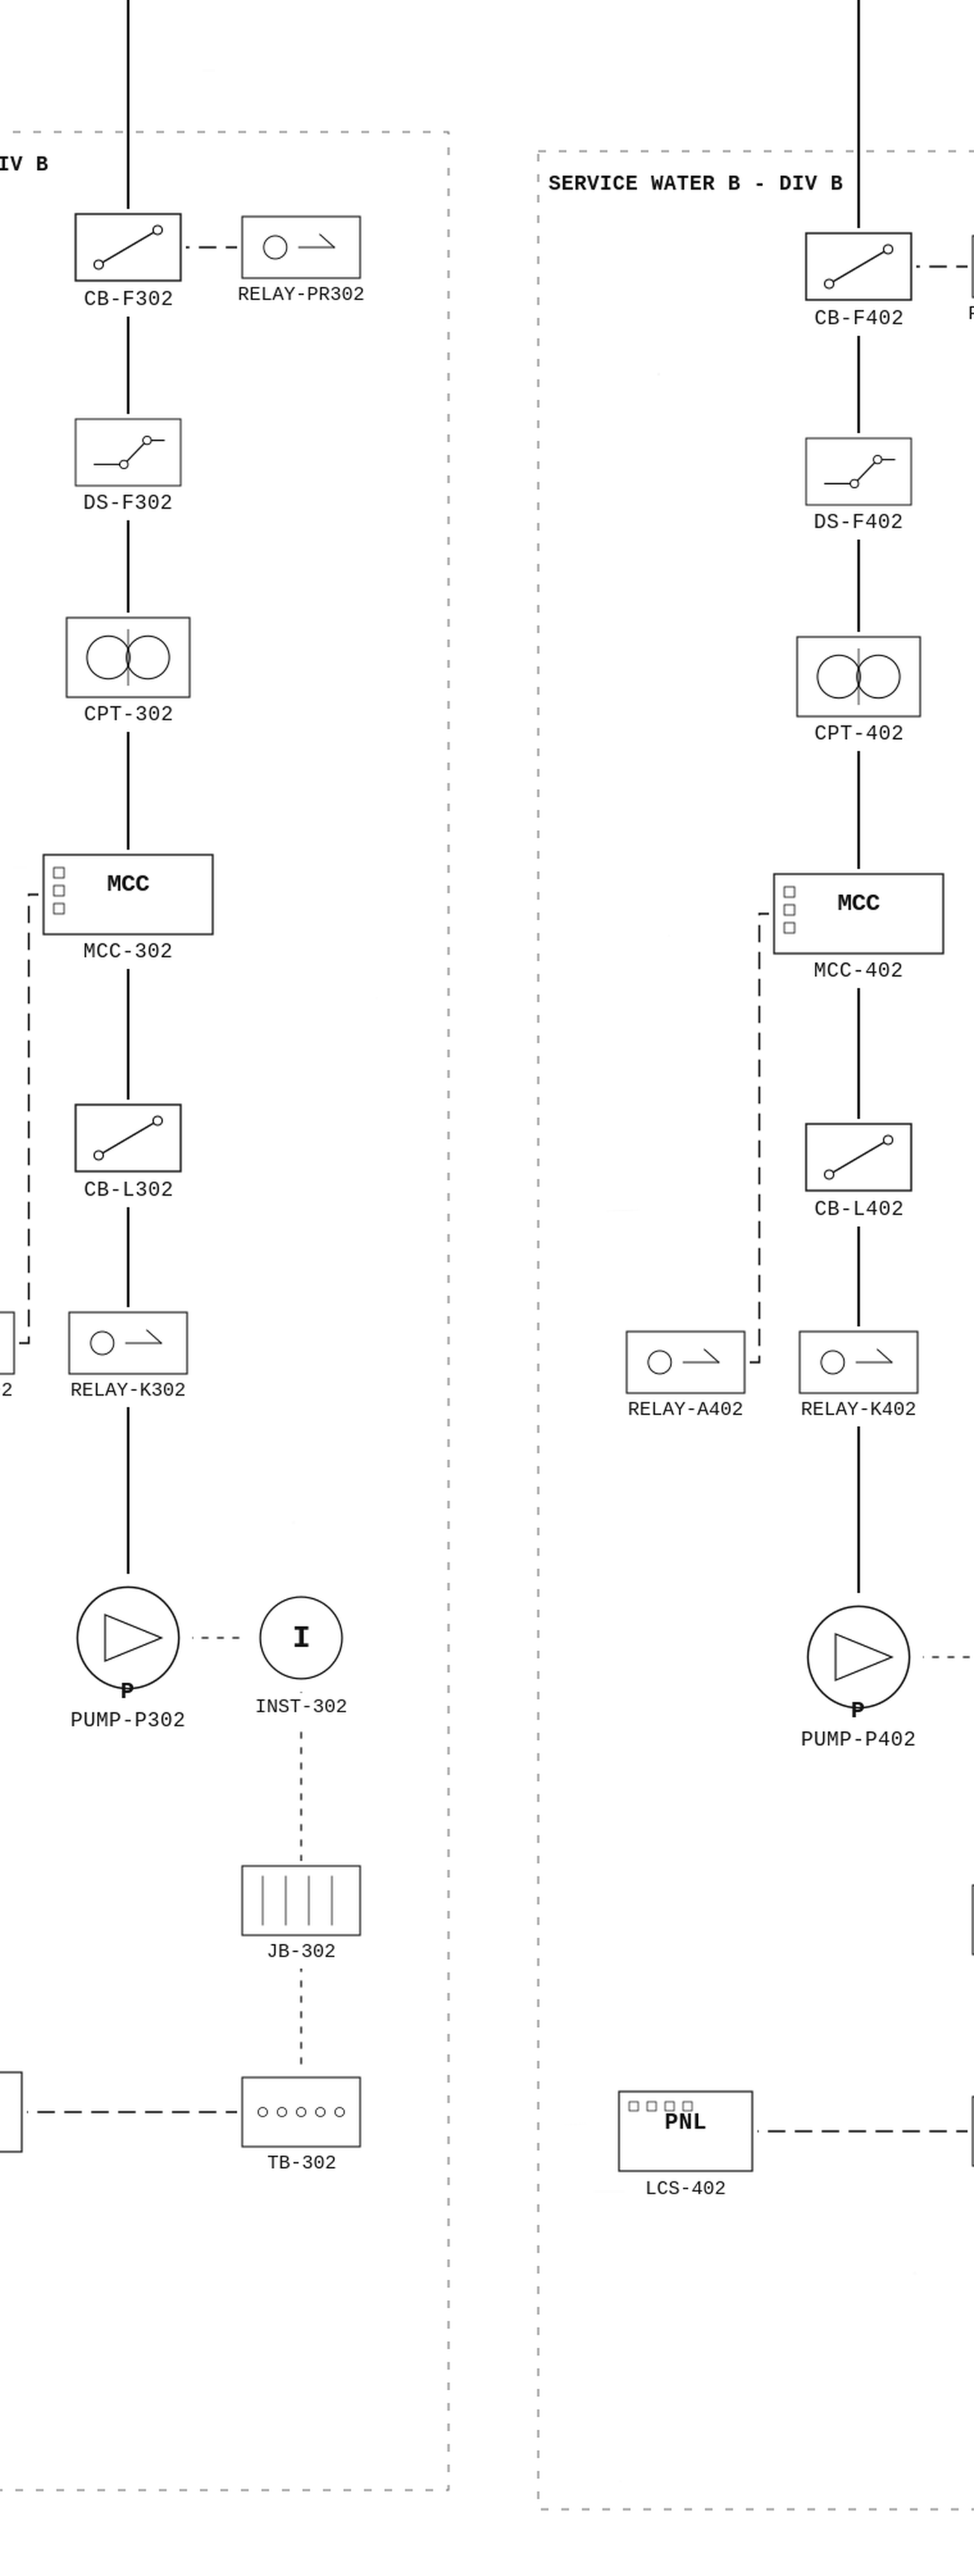 IV B
SERVICE WATER B - DIV B
CB-F302
RELAY-PR302
CB-F402
DS-F302
DS-F402
CPT-302
CPT-402
MCC
MCC-302
MCC
MCC-402
CB-L302
CB-L402
2
RELAY-K302
RELAY-A402
RELAY-K402
P
PUMP-P302
I
INST-302
P
PUMP-P402
JB-302
TB-302
PNL
LCS-402